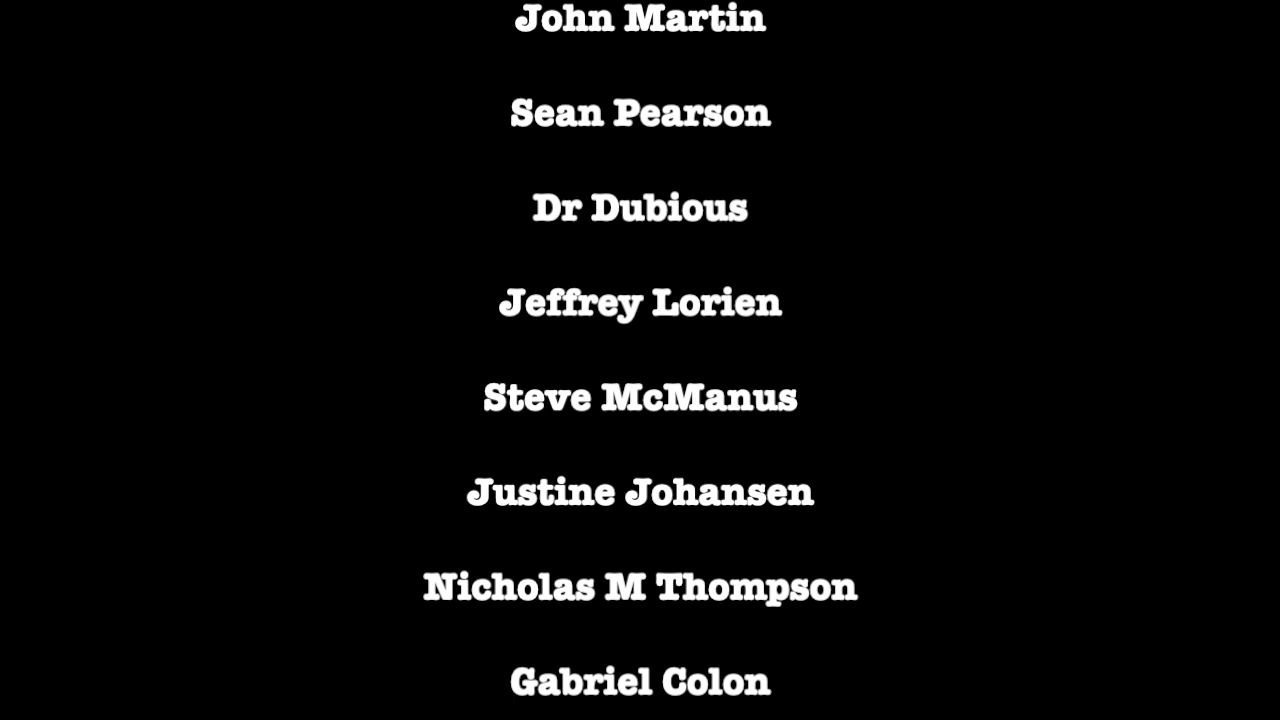 John Martin
Sean Pearson
Dr Dubious
Jeffrey Lorien
Steve McManus
Justine Johansen
Nicholas M Thompson
Gabriel Colon